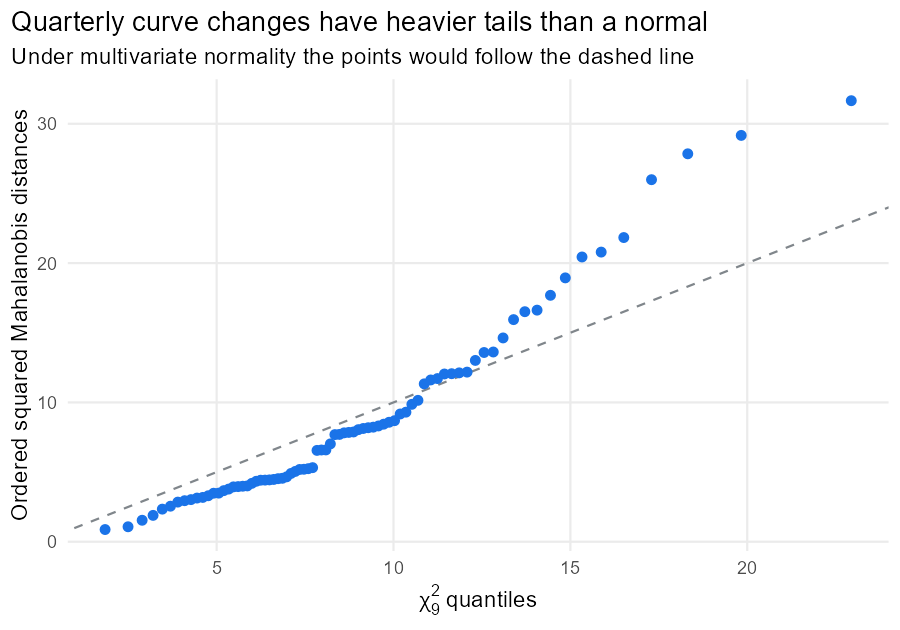 Quarterly curve changes have heavier tails than a normal
Under multivariate normality the points would follow the dashed line
Ordered squared Mahalanobis distances
30
20
10
0
5 10 15 20
χ²₉ quantiles